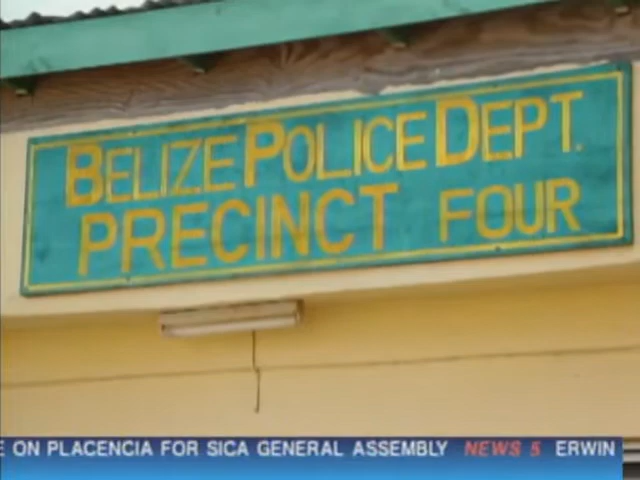 BELIZE POLICE DEPT.
PRECINCT FOUR
E ON PLACENCIA FOR SICA GENERAL ASSEMBLY NEWS 5 ERWIN